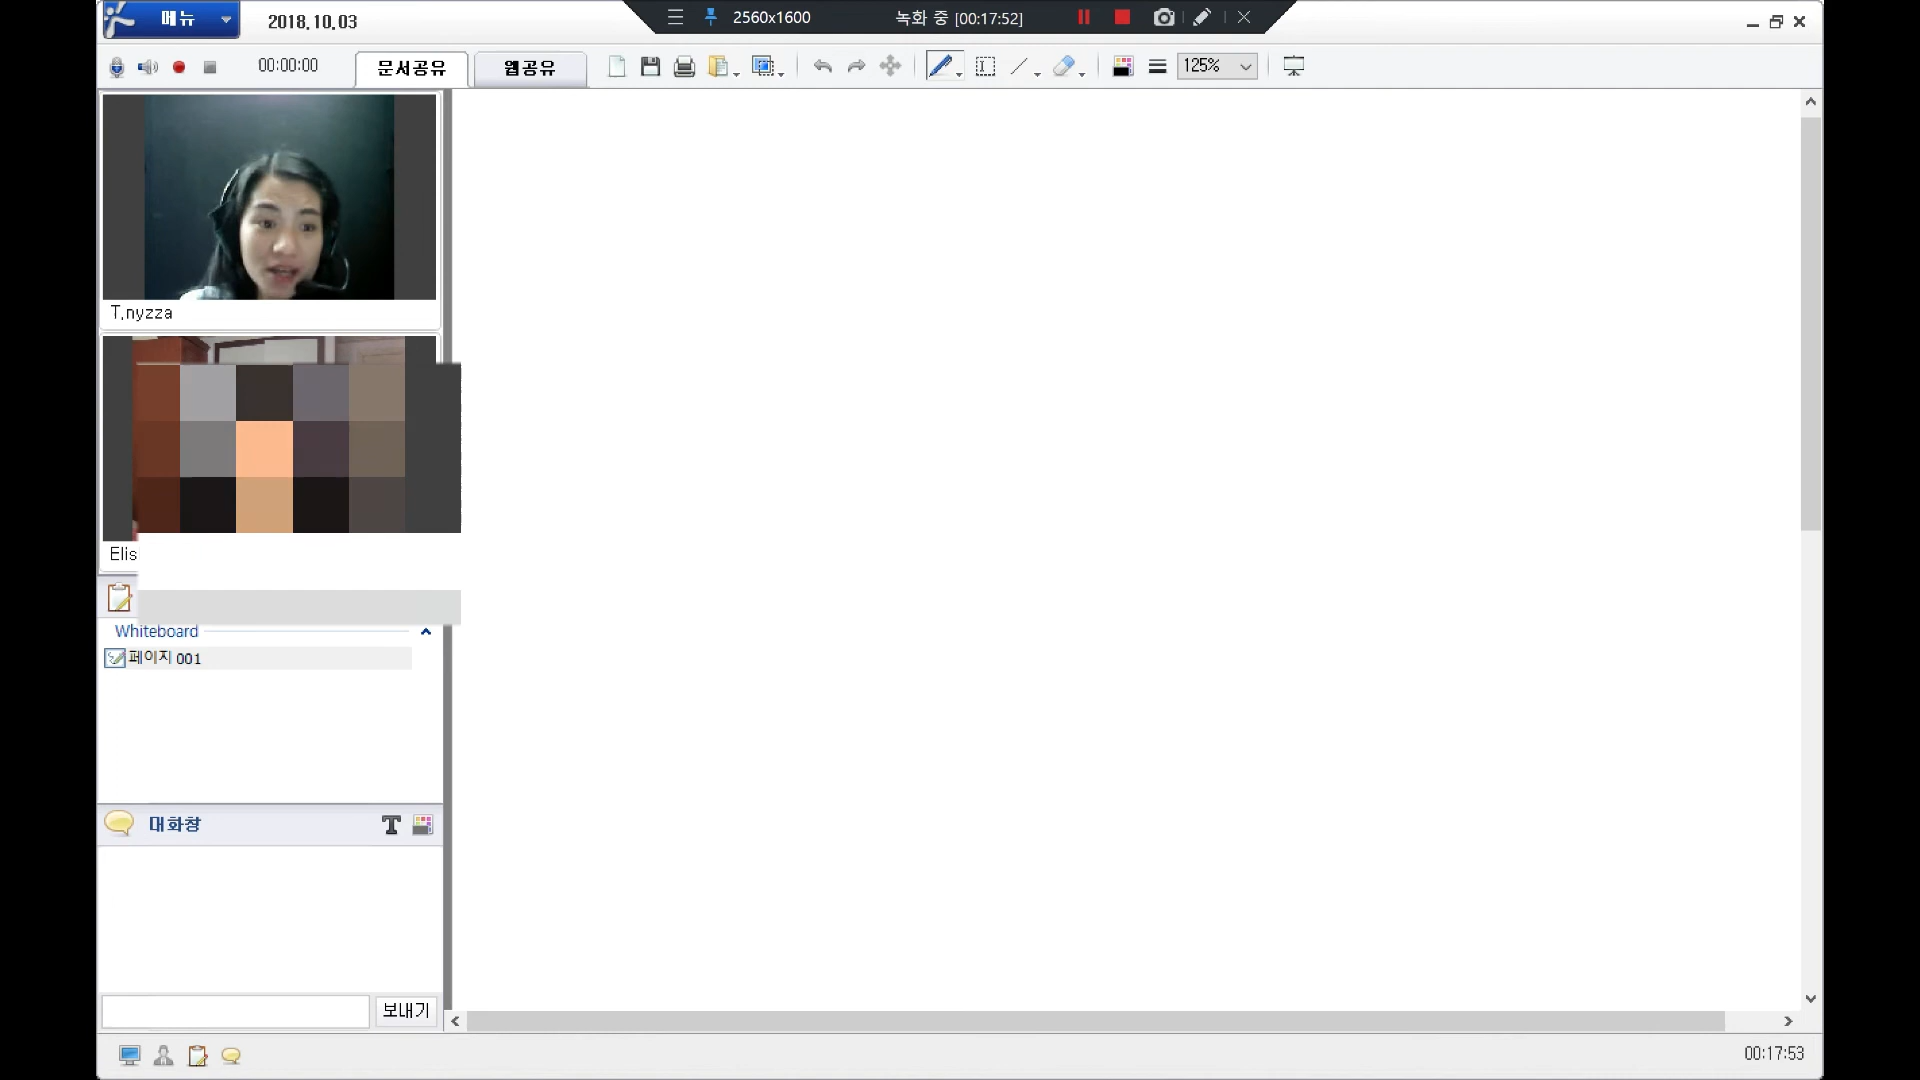 메뉴
2018.10.03
2560x1600
녹화 중 [00:17:52]
00:00:00
문서공유
웹공유
125%
T.nyzza
Elis
Whiteboard
페이지 001
대화창
T
보내기
00:17:53